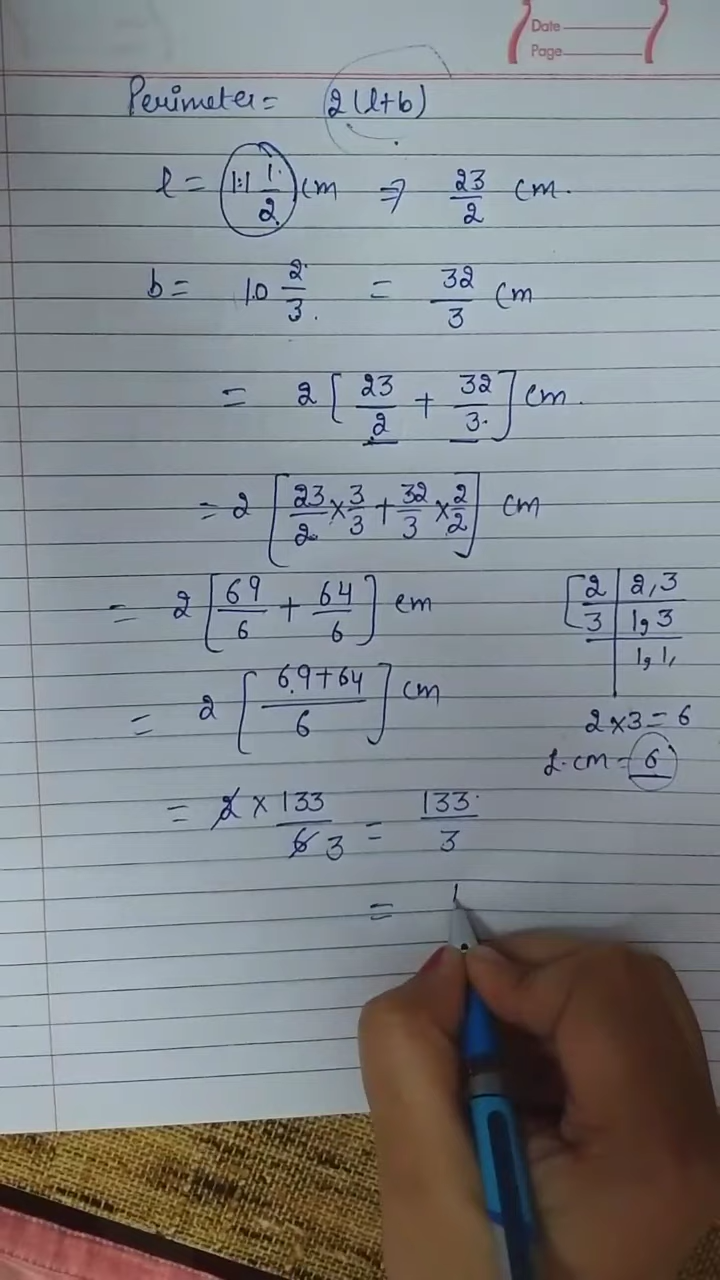 Date
Page
Perimeter = 2(l+b)
l = 11 1/2 cm ⇒ 23/2 cm.
b = 10 2/3 = 32/3 cm
= 2 [23/2 + 32/3] cm.
= 2 [23/2 × 3/3 + 32/3 × 2/2] cm
= 2 [69/6 + 64/6] cm
= 2 [69+64/6] cm
= 2 × 133/6 3 = 133/3
=
2 | 2, 3
3 | 1, 3
1, 1,
2 × 3 = 6
L.cm = 6